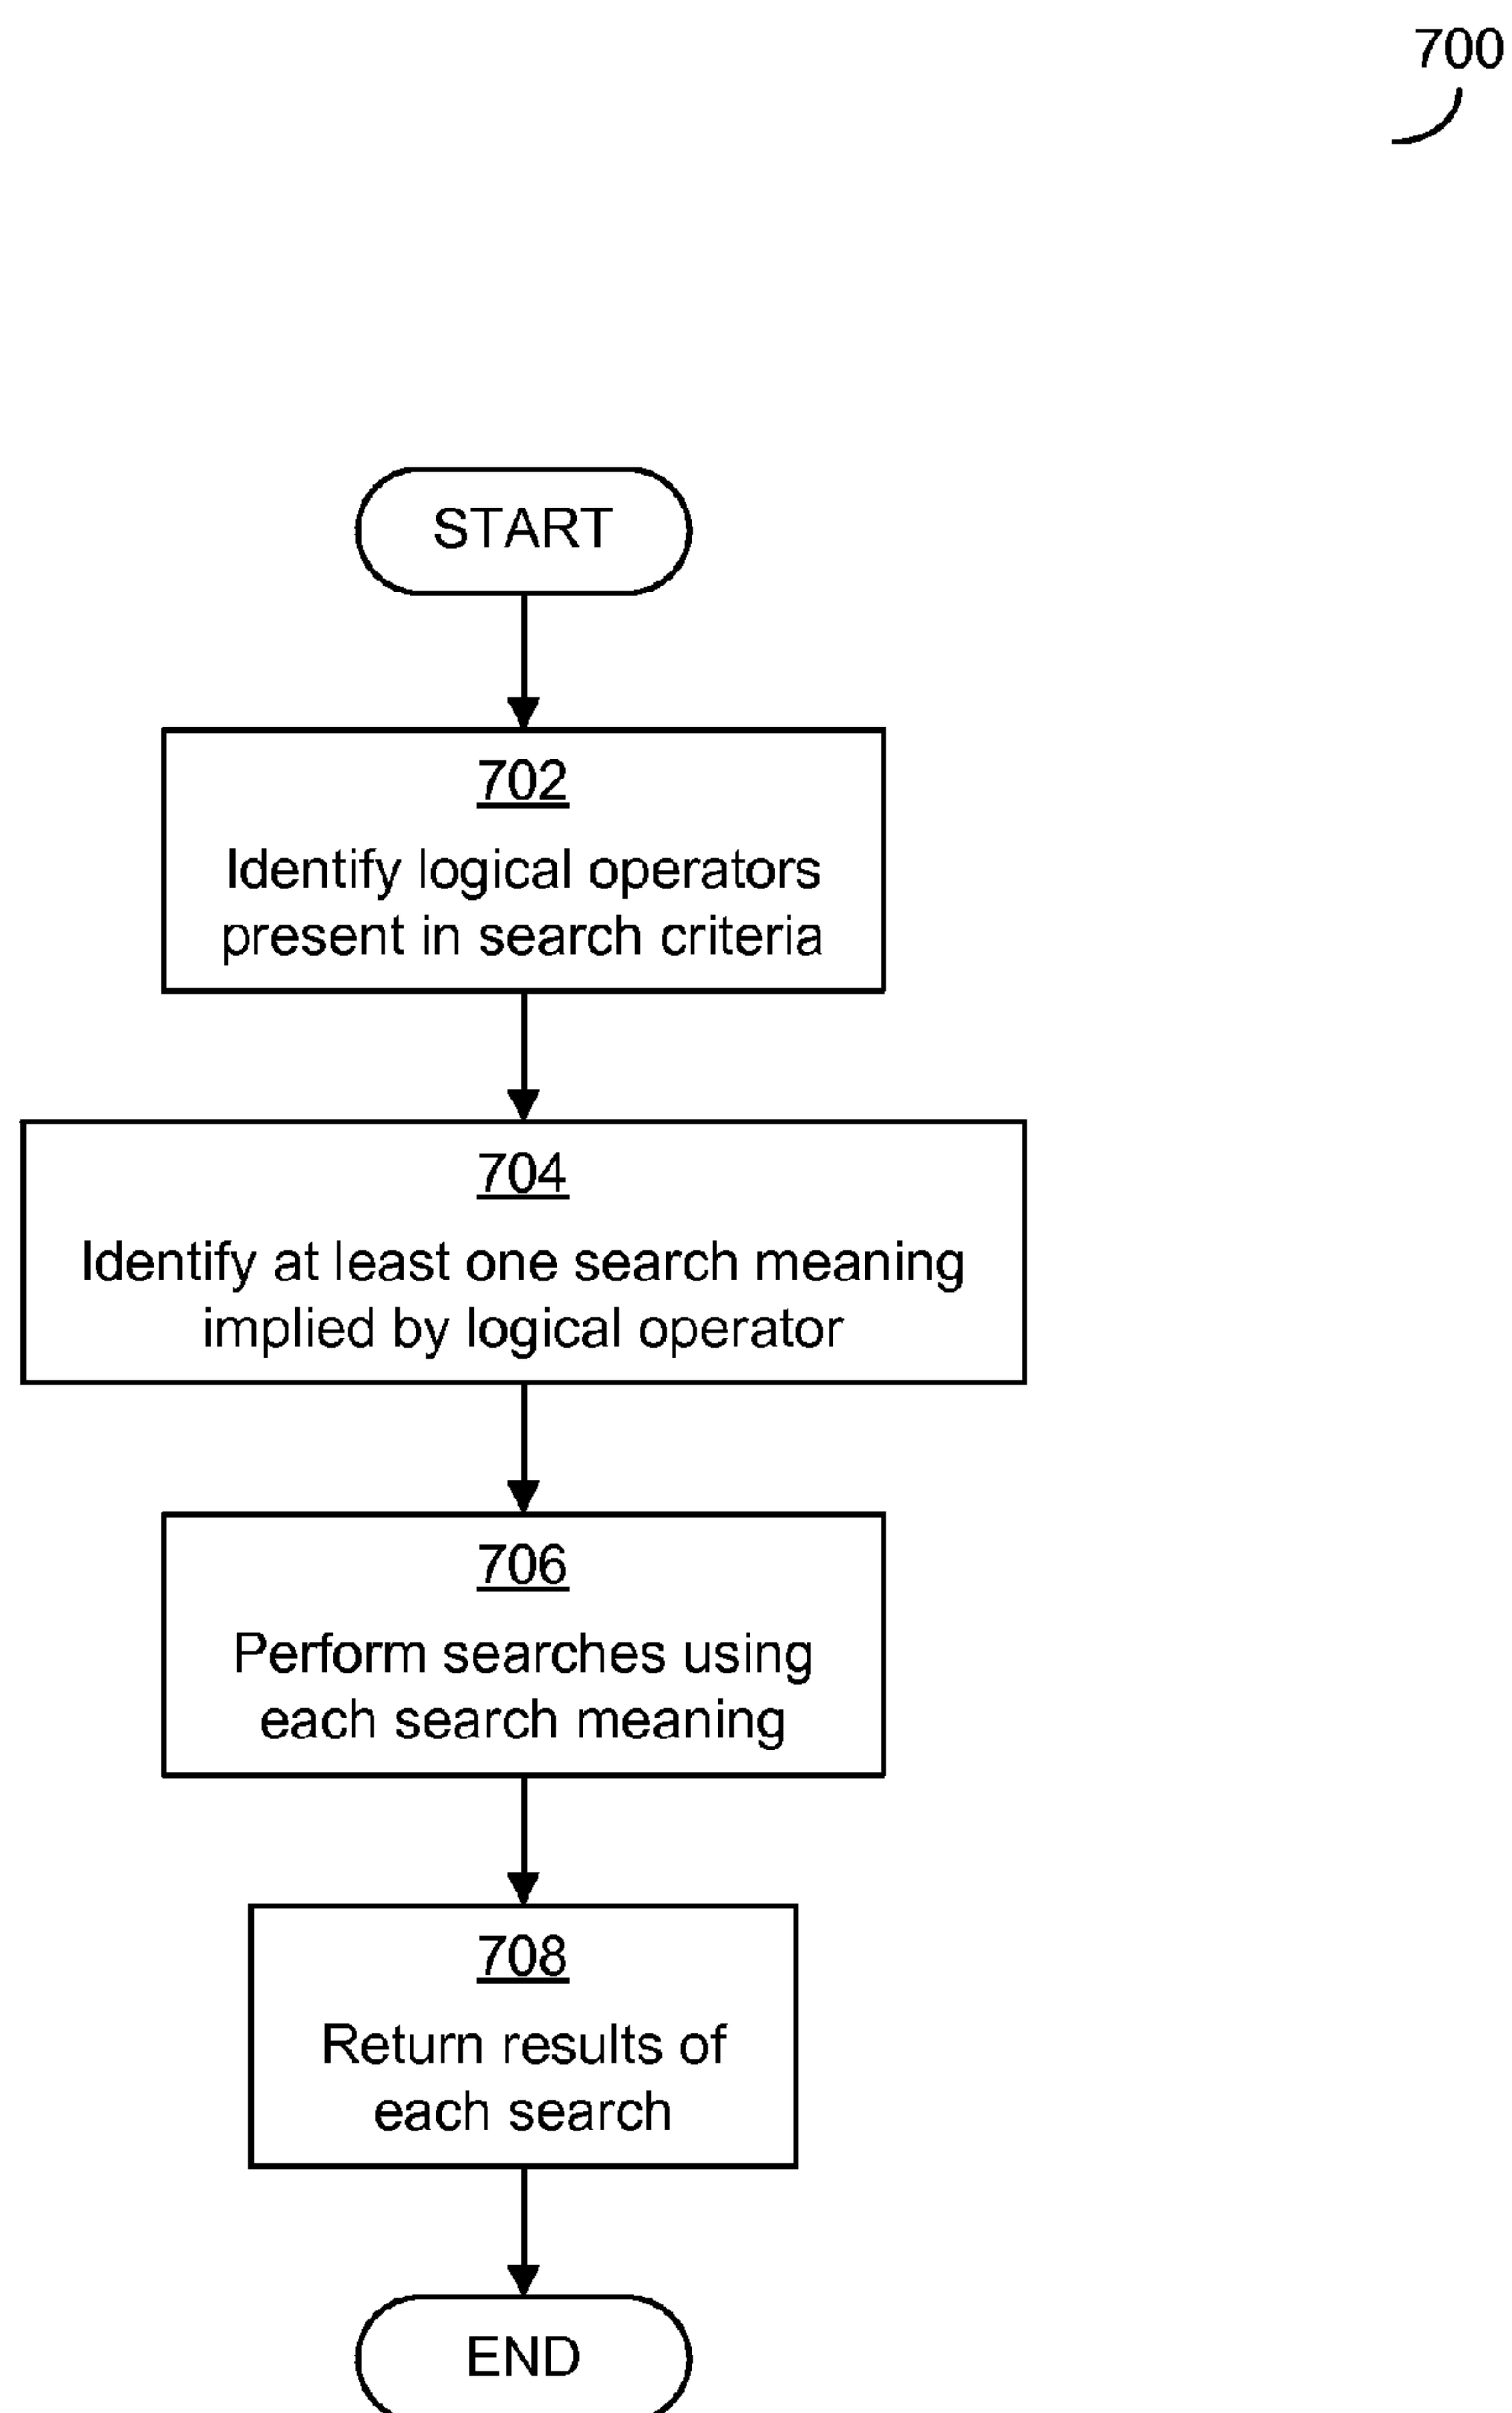 700
START
702
Identify logical operators
present in search criteria
704
Identify at least one search meaning
implied by logical operator
706
Perform searches using
each search meaning
708
Return results of
each search
END